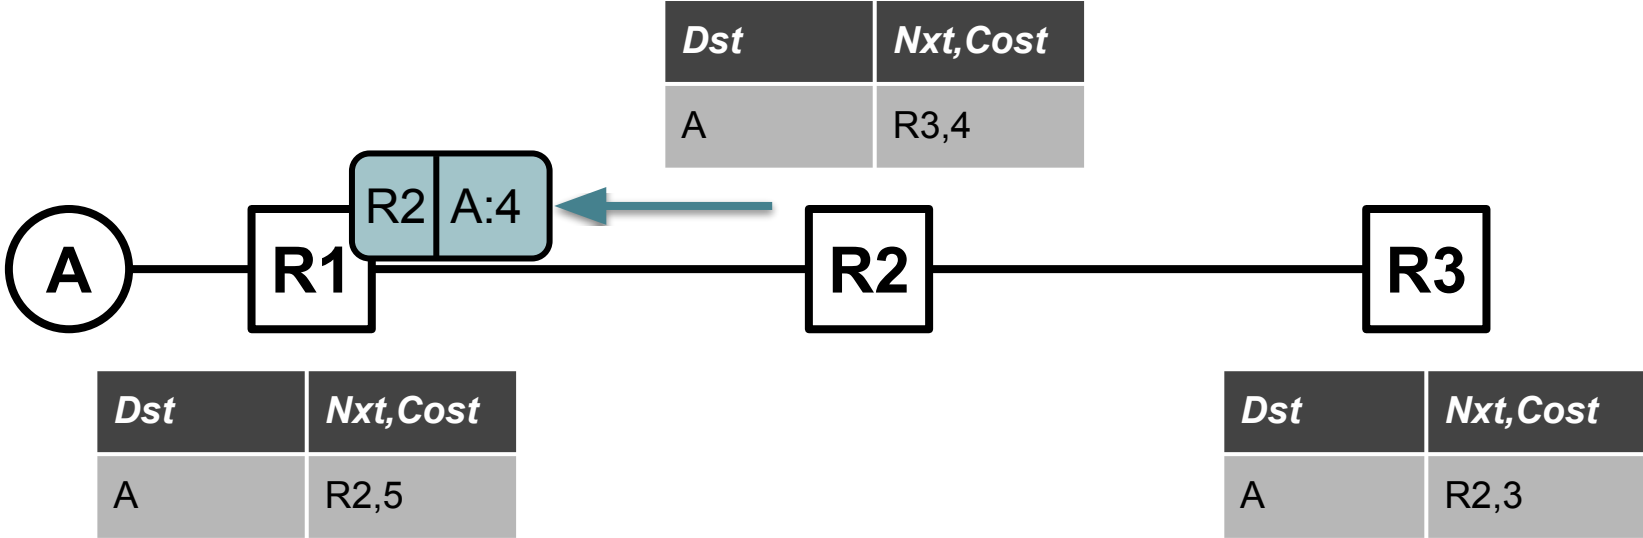 Dst Nxt,Cost
A R3,4
R2 A:4
A R1 R2 R3
Dst Nxt,Cost
A R2,5
Dst Nxt,Cost
A R2,3